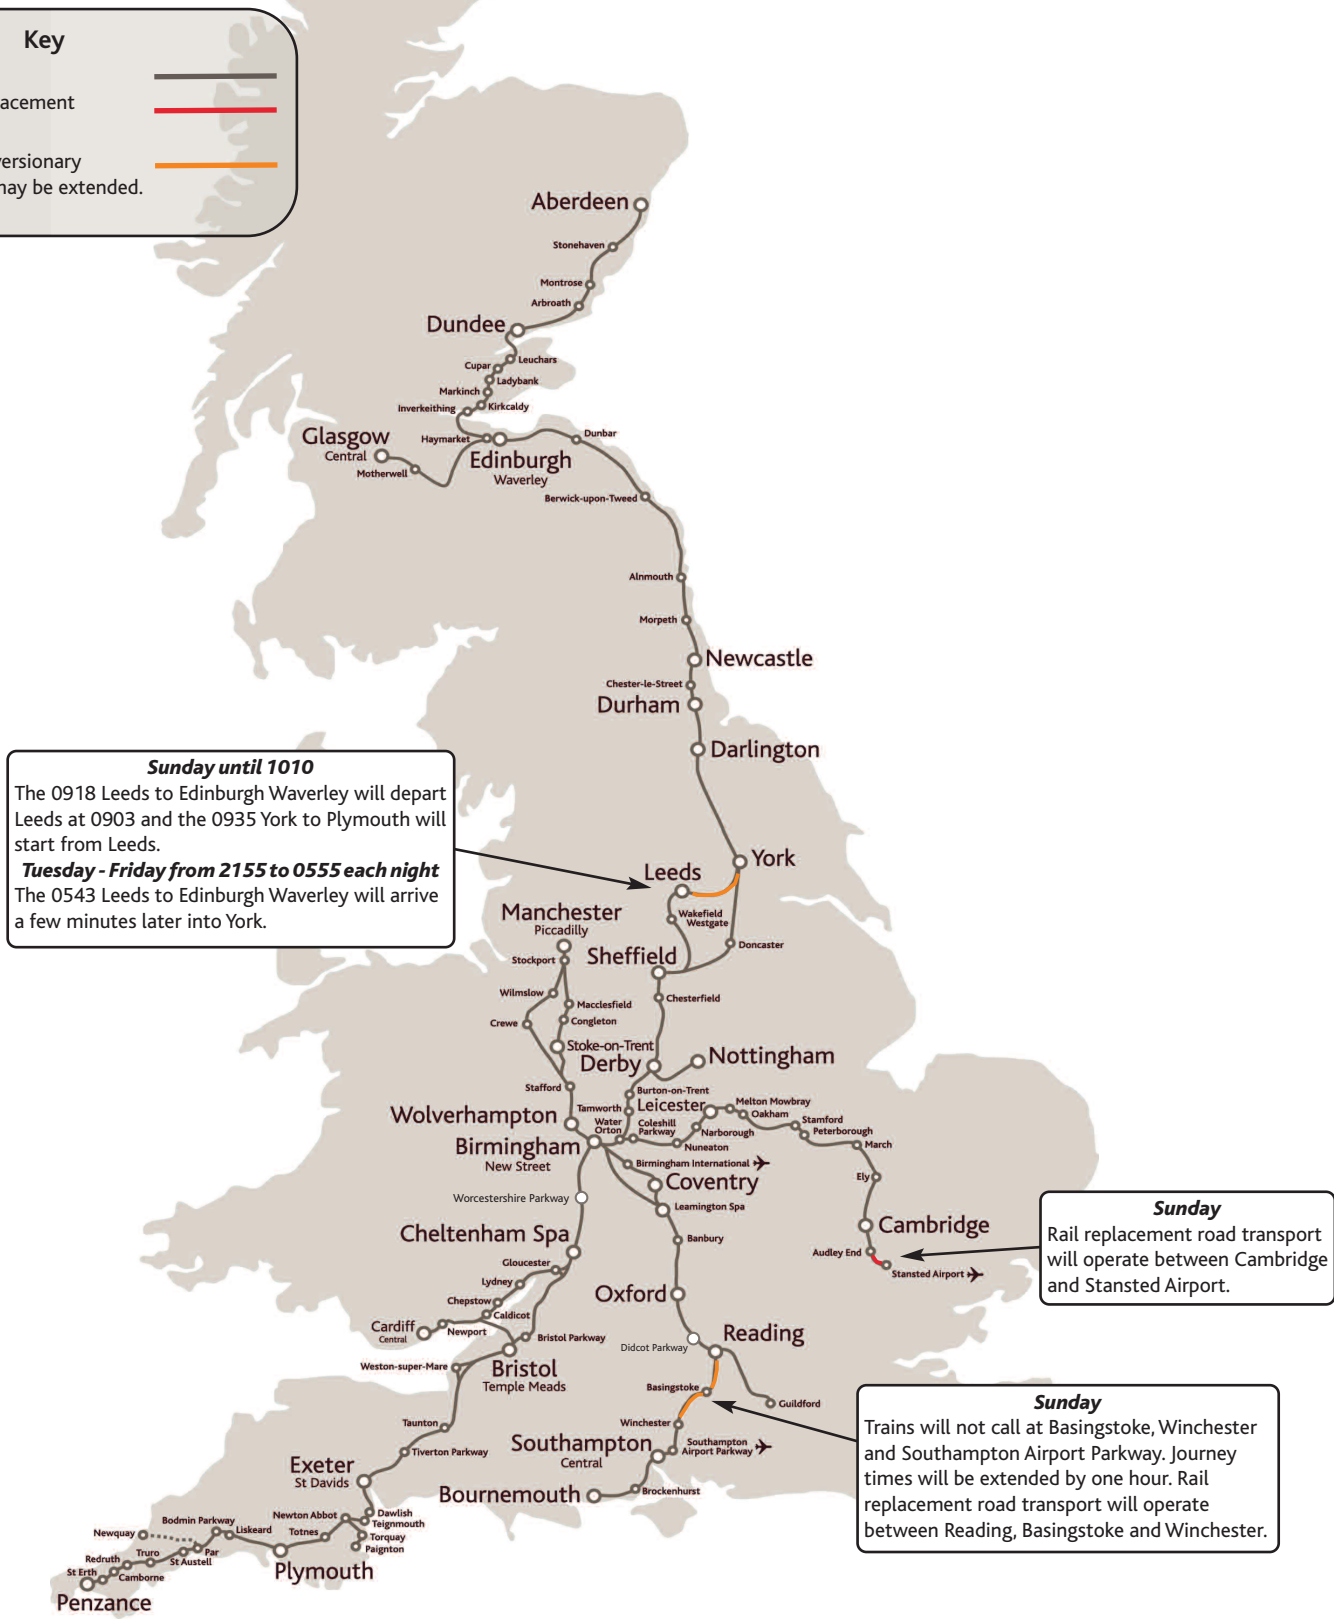 Key
acement
versionary
may be extended.
Aberdeen
Stonehaven
Montrose
Arbroath
Dundee
Leuchars
Cupar
Ladybank
Markinch
Kirkcaldy
Inverkeithing
Glasgow
Central
Motherwell
Haymarket
Edinburgh
Waverley
Dunbar
Berwick-upon-Tweed
Alnmouth
Morpeth
Newcastle
Chester-le-Street
Durham
Darlington
Sunday until 1010
The 0918 Leeds to Edinburgh Waverley will depart
Leeds at 0903 and the 0935 York to Plymouth will
start from Leeds.
Tuesday - Friday from 2155 to 0555 each night
The 0543 Leeds to Edinburgh Waverley will arrive
a few minutes later into York.
York
Leeds
Wakefield
Westgate
Doncaster
Manchester
Piccadilly
Stockport
Sheffield
Wilmslow
Macclesfield
Chesterfield
Crewe
Congleton
Stoke-on-Trent
Derby
Nottingham
Stafford
Burton-on-Trent
Tamworth
Leicester
Melton Mowbray
Oakham
Stamford
Peterborough
March
Wolverhampton
Water
Orton
Coleshill
Parkway
Narborough
Nuneaton
Birmingham
New Street
Birmingham International
Ely
Coventry
Worcestershire Parkway
Leamington Spa
Cambridge
Cheltenham Spa
Banbury
Audley End
Stansted Airport
Sunday
Rail replacement road transport
will operate between Cambridge
and Stansted Airport.
Gloucester
Lydney
Chepstow
Caldicot
Oxford
Cardiff
Central
Newport
Bristol Parkway
Didcot Parkway
Reading
Weston-super-Mare
Bristol
Temple Meads
Basingstoke
Guildford
Sunday
Trains will not call at Basingstoke, Winchester
and Southampton Airport Parkway. Journey
times will be extended by one hour. Rail
replacement road transport will operate
between Reading, Basingstoke and Winchester.
Taunton
Winchester
Tiverton Parkway
Southampton
Central
Southampton
Airport Parkway
Exeter
St Davids
Bournemouth
Brockenhurst
Newton Abbot
Dawlish
Teignmouth
Bodmin Parkway
Liskeard
Totnes
Torquay
Paignton
Newquay
Par
St Austell
Truro
Redruth
Camborne
St Erth
Plymouth
Penzance